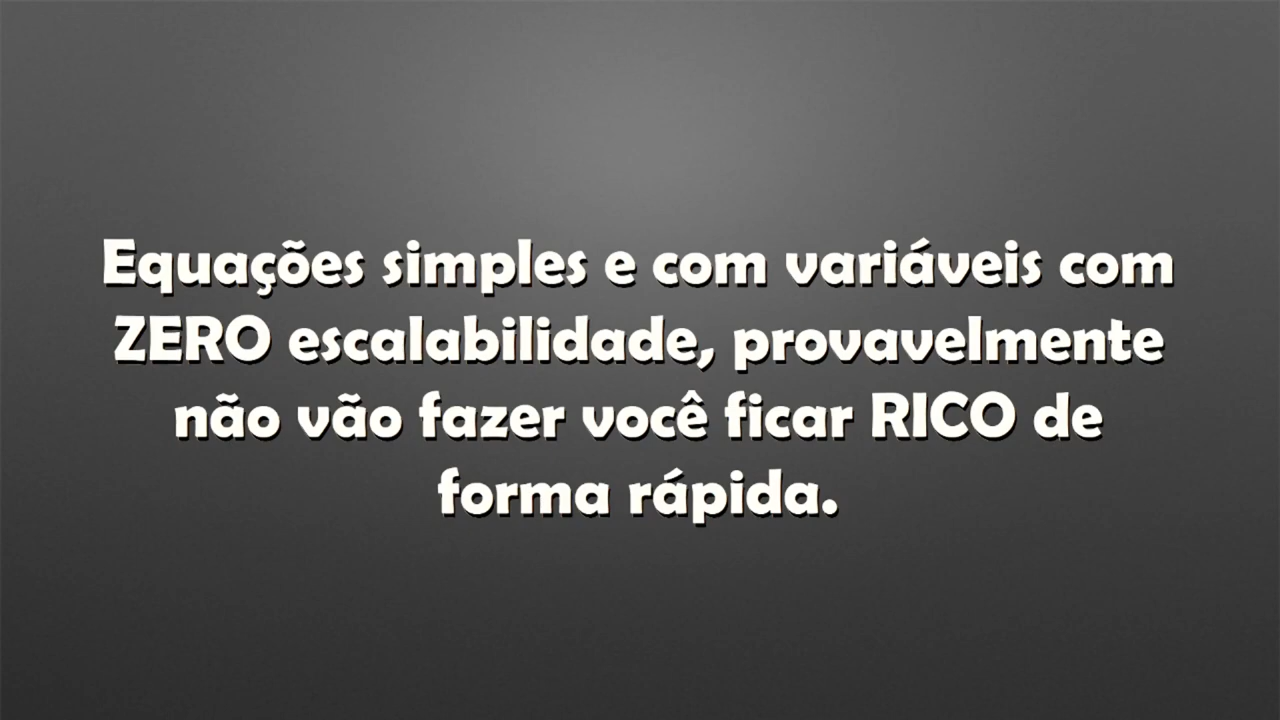 Equações simples e com variáveis com
ZERO escalabilidade, provavelmente
não vão fazer você ficar RICO de
forma rápida.